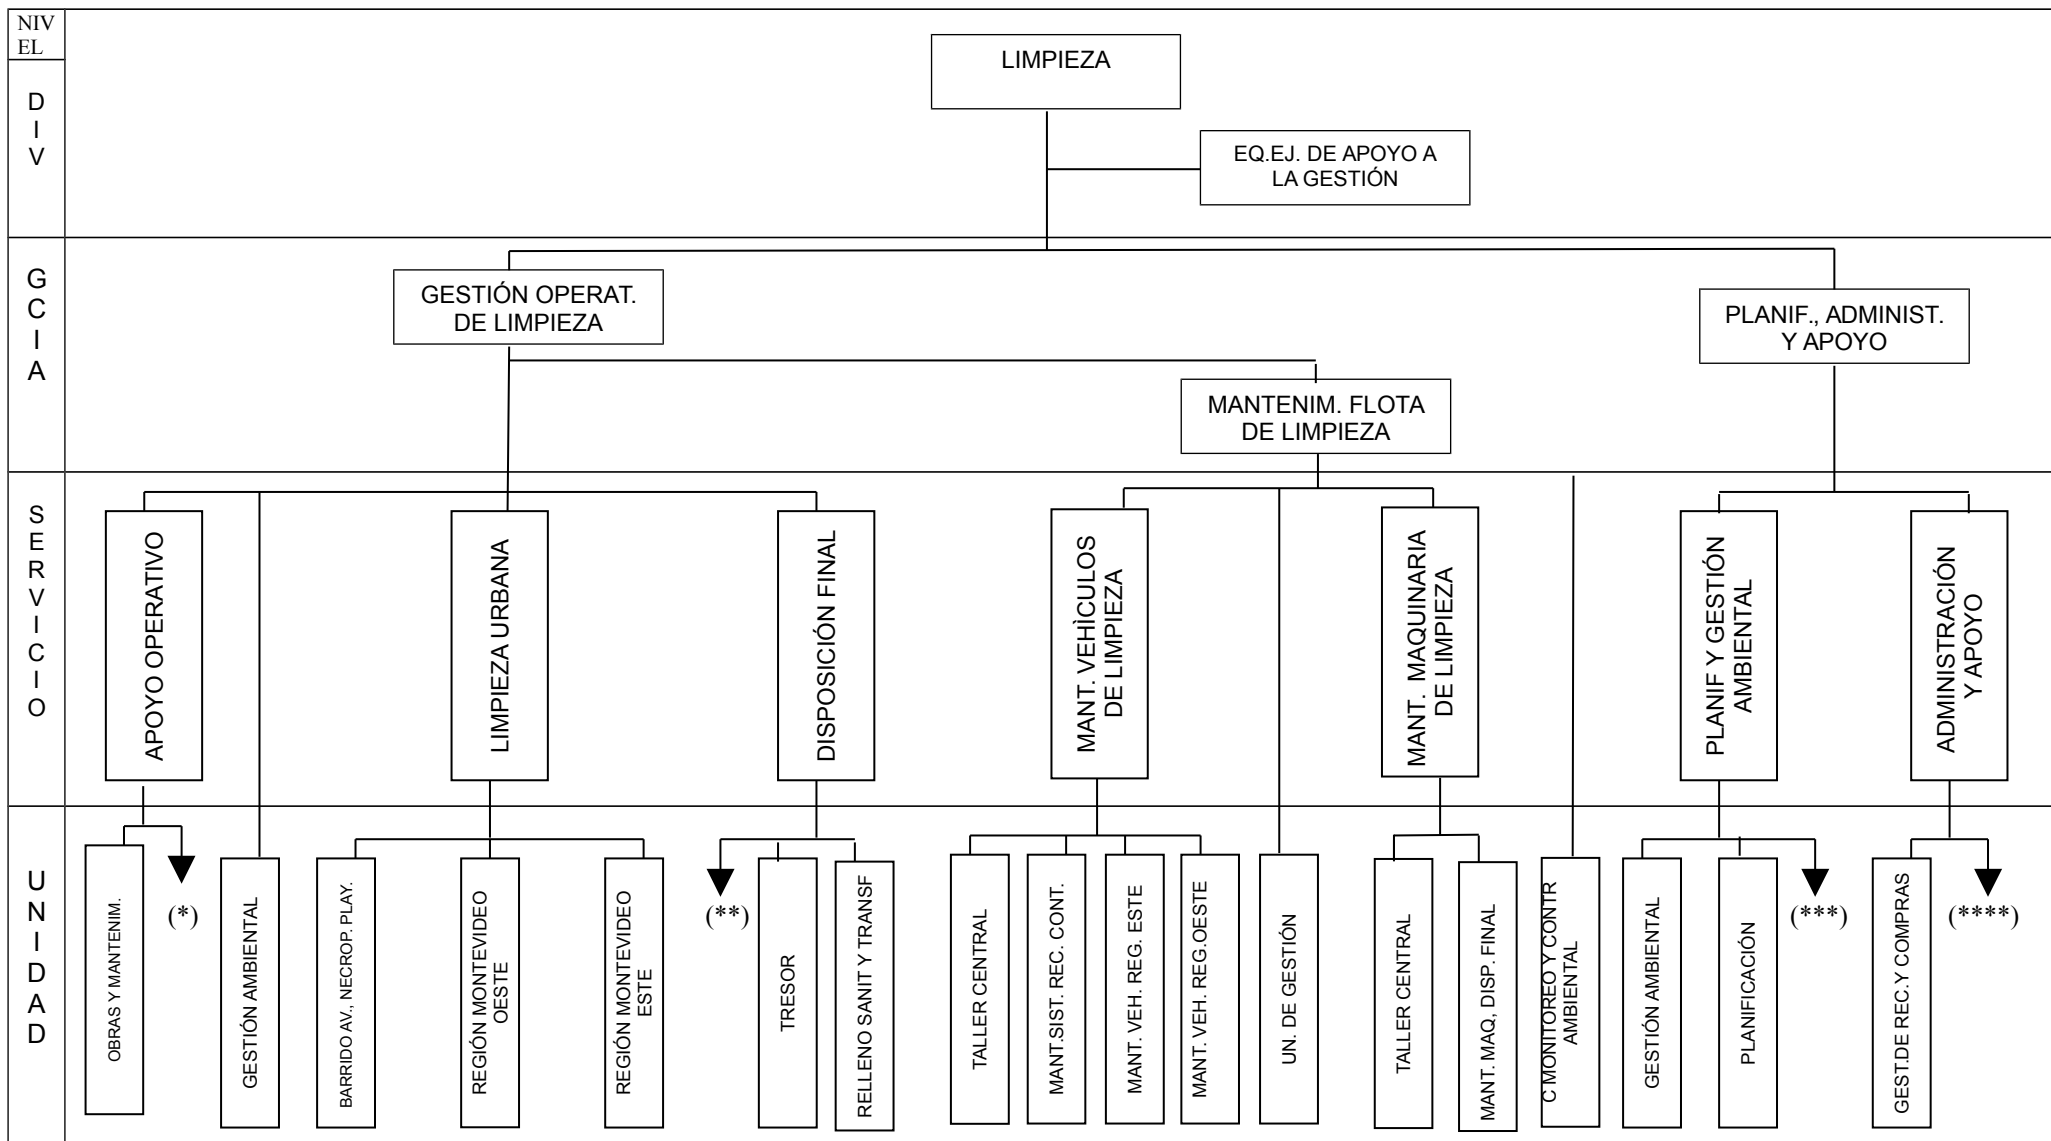 NIV
EL
D
I
V
LIMPIEZA
EQ.EJ. DE APOYO A
LA GESTIÓN
G
C
I
A
GESTIÓN OPERAT.
DE LIMPIEZA
PLANIF., ADMINIST.
Y APOYO
MANTENIM. FLOTA
DE LIMPIEZA
S
E
R
V
I
C
I
O
APOYO OPERATIVO
LIMPIEZA URBANA
DISPOSICIÓN FINAL
MANT. VEHÌCULOS
DE LIMPIEZA
MANT. MAQUINARIA
DE LIMPIEZA
PLANIF Y GESTIÓN
AMBIENTAL
ADMINISTRACIÓN
Y APOYO
U
N
I
D
A
D
OBRAS Y MANTENIM.
(*)
GESTIÓN AMBIENTAL
BARRIDO AV., NECROP. PLAY.
REGIÓN MONTEVIDEO
OESTE
REGIÓN MONTEVIDEO
ESTE
(**)
TRESOR
RELLENO SANIT Y TRANSF
TALLER CENTRAL
MANT.SIST. REC. CONT.
MANT. VEH. REG. ESTE
MANT. VEH. REG.OESTE
UN. DE GESTIÓN
TALLER CENTRAL
MANT. MAQ, DISP. FINAL
C MONITOREO Y CONTR
AMBIENTAL
GESTIÓN AMBIENTAL
PLANIFICACIÓN
(***)
GEST.DE REC.Y COMPRAS
(****)